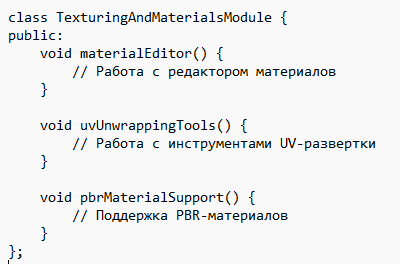 class TexturingAndMaterialsModule {
public:
    void materialEditor() {
        // Работа с редактором материалов
    }
    void uvUnwrappingTools() {
        // Работа с инструментами UV-развертки
    }
    void pbrMaterialSupport() {
        // Поддержка PBR-материалов
    }
};